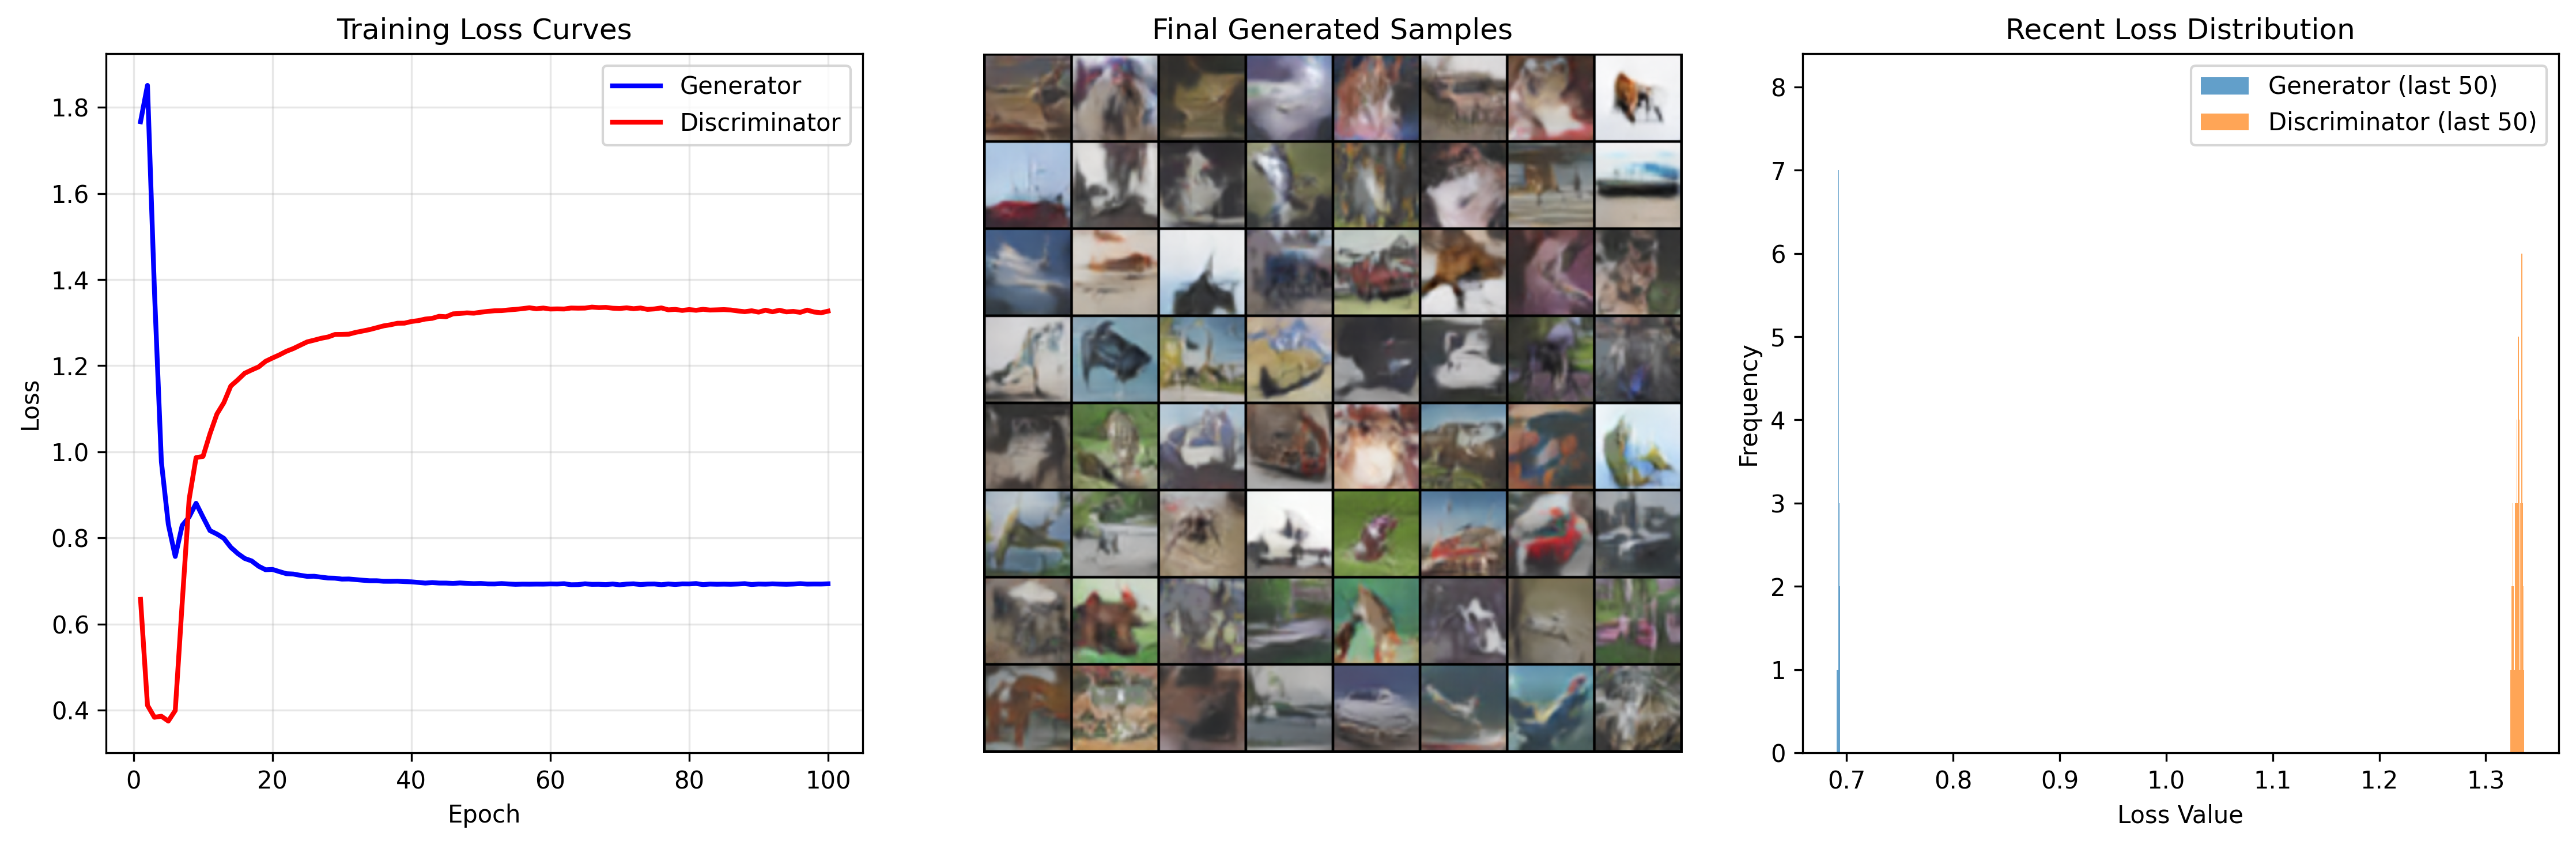 Training Loss Curves
Generator
Discriminator
1.8
1.6
1.4
1.2
1.0
0.8
0.6
0.4
Loss
0 20 40 60 80 100
Epoch
Final Generated Samples
Recent Loss Distribution
Generator (last 50)
Discriminator (last 50)
8
7
6
5
4
3
2
1
0
Frequency
0.7 0.8 0.9 1.0 1.1 1.2 1.3
Loss Value